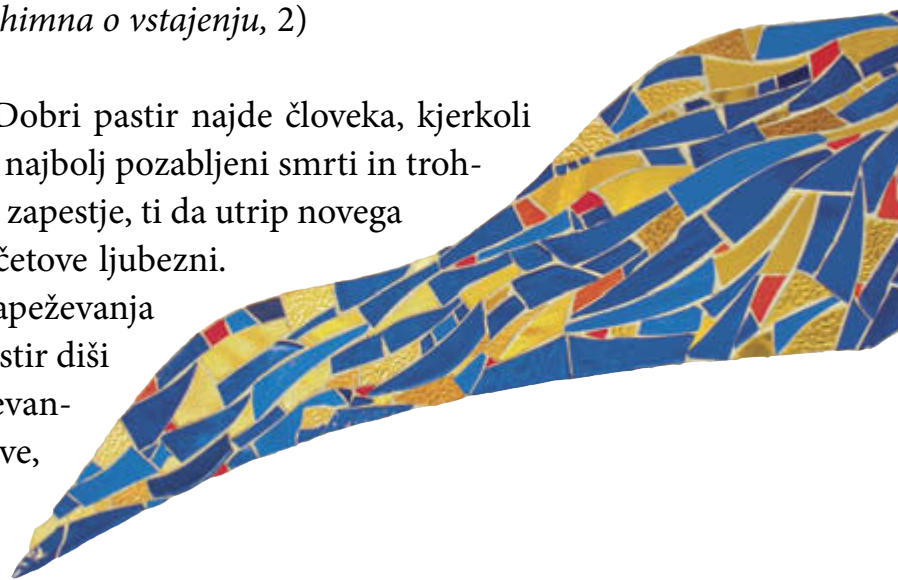 himna o vstajenju, 2)
Dobri pastir najde človeka, kjerkoli
najbolj pozabljeni smrti in troh-
zapestje, ti da utrip novega
četove ljubezni.
apeževanja
stir diši
evan-
ve,